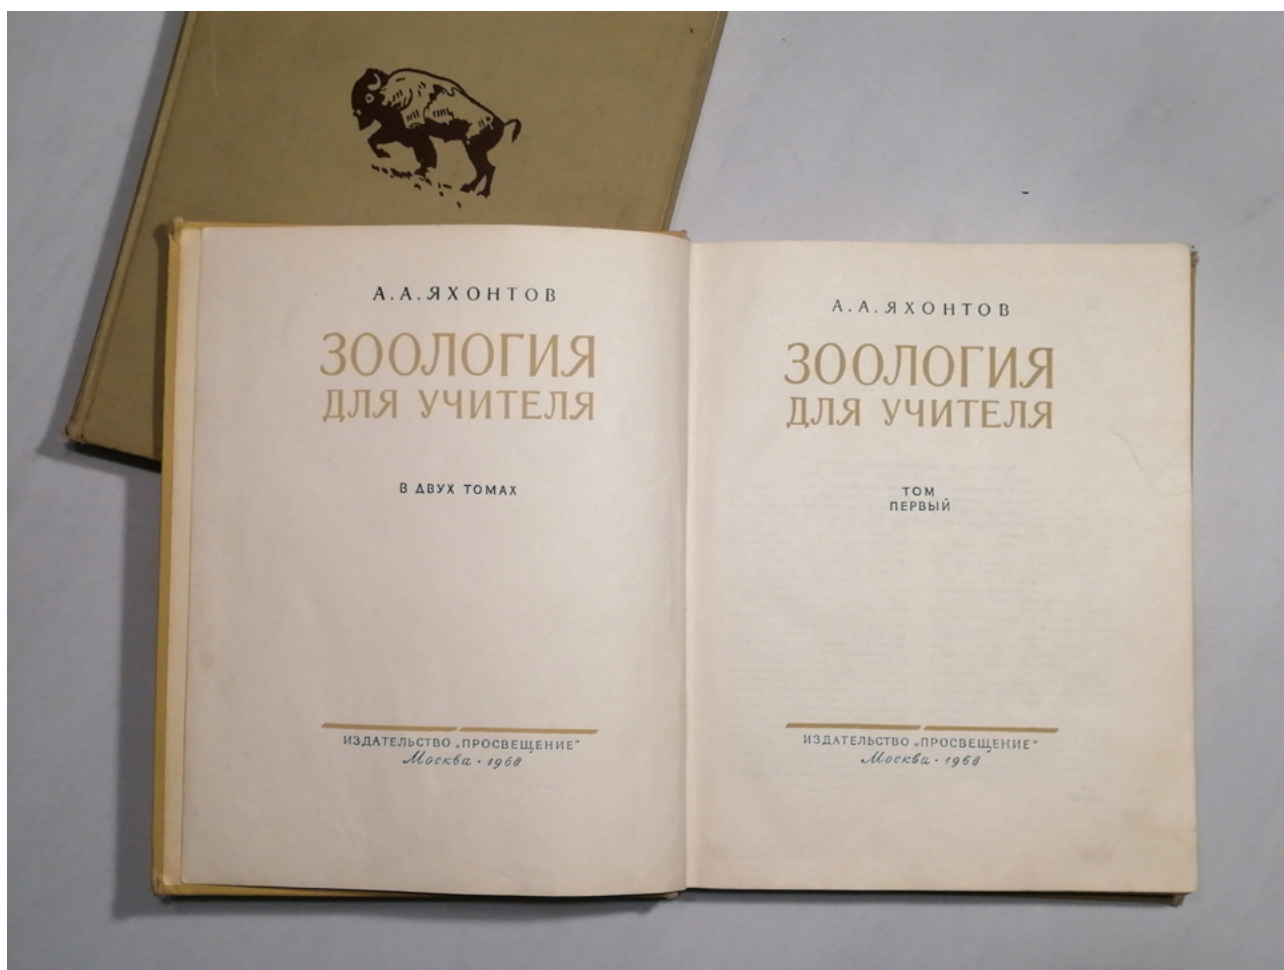 А. А. ЯХОНТОВ
ЗООЛОГИЯ
ДЛЯ УЧИТЕЛЯ
В ДВУХ ТОМАХ
ИЗДАТЕЛЬСТВО „ПРОСВЕЩЕНИЕ"
Москва · 1968
А. А. ЯХОНТОВ
ЗООЛОГИЯ
ДЛЯ УЧИТЕЛЯ
ТОМ
ПЕРВЫЙ
ИЗДАТЕЛЬСТВО „ПРОСВЕЩЕНИЕ"
Москва · 1968